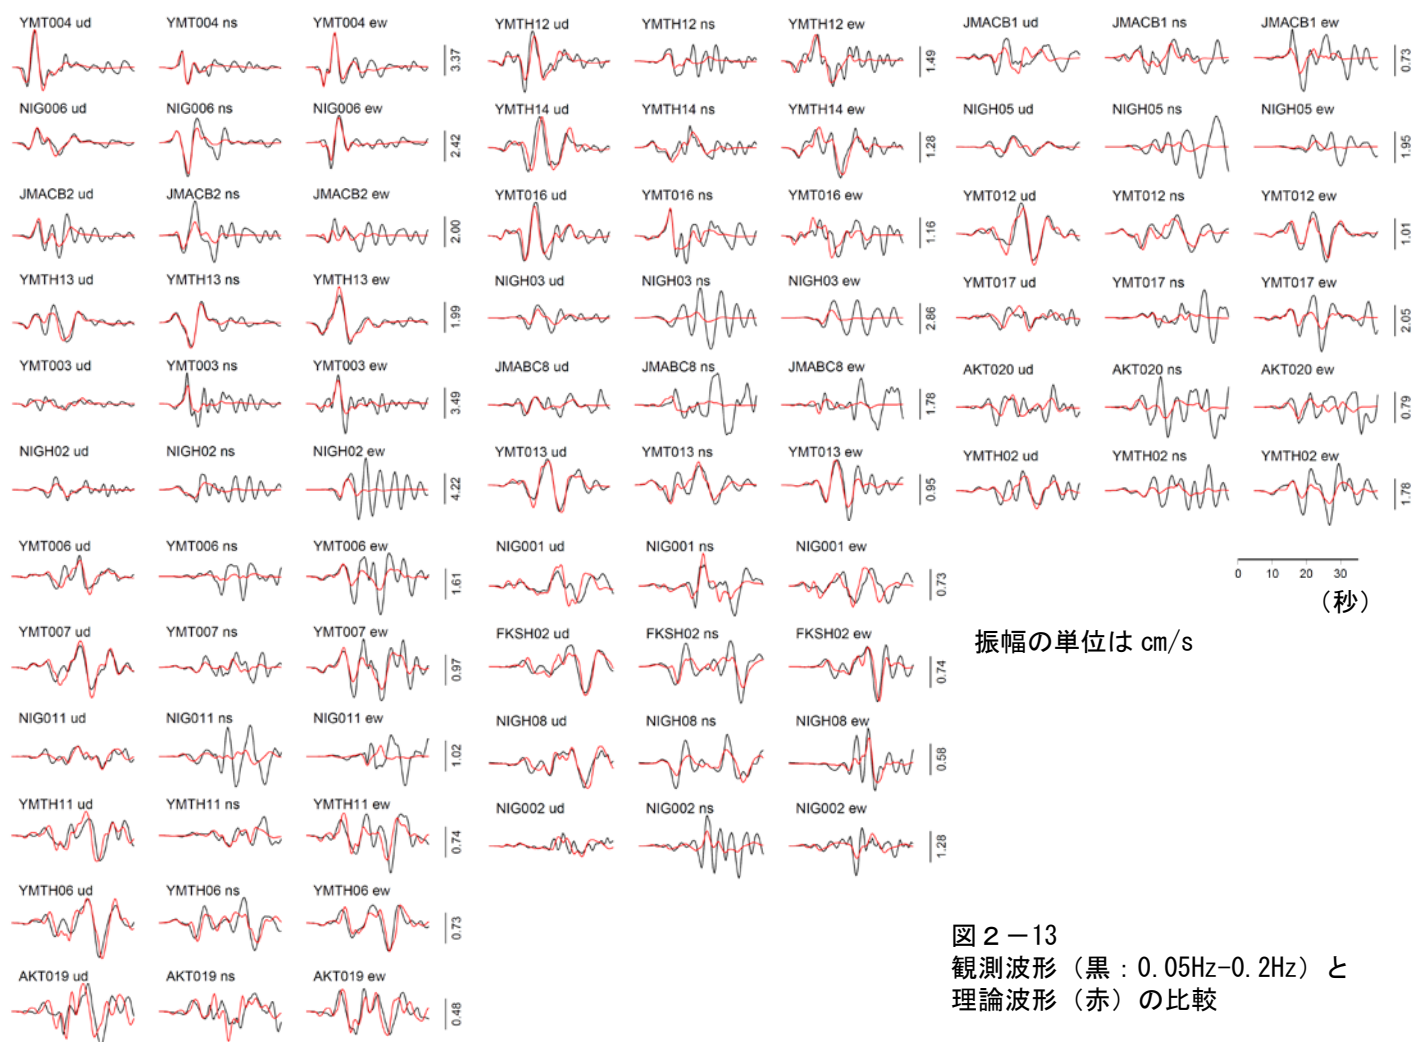 YMT004 ud YMT004 ns YMT004 ew 3.37
NIG006 ud NIG006 ns NIG006 ew 2.42
JMACB2 ud JMACB2 ns JMACB2 ew 2.00
YMTH13 ud YMTH13 ns YMTH13 ew 1.99
YMT003 ud YMT003 ns YMT003 ew 3.49
NIGH02 ud NIGH02 ns NIGH02 ew 4.22
YMT006 ud YMT006 ns YMT006 ew 1.61
YMT007 ud YMT007 ns YMT007 ew 0.97
NIG011 ud NIG011 ns NIG011 ew 1.02
YMTH11 ud YMTH11 ns YMTH11 ew 0.74
YMTH06 ud YMTH06 ns YMTH06 ew 0.73
AKT019 ud AKT019 ns AKT019 ew 0.48
YMTH12 ud YMTH12 ns YMTH12 ew 1.49
YMTH14 ud YMTH14 ns YMTH14 ew 1.28
YMT016 ud YMT016 ns YMT016 ew 1.16
NIGH03 ud NIGH03 ns NIGH03 ew 2.86
JMABC8 ud JMABC8 ns JMABC8 ew 1.78
YMT013 ud YMT013 ns YMT013 ew 0.95
NIG001 ud NIG001 ns NIG001 ew 0.73
FKSH02 ud FKSH02 ns FKSH02 ew 0.74
NIGH08 ud NIGH08 ns NIGH08 ew 0.58
NIG002 ud NIG002 ns NIG002 ew 1.28
JMACB1 ud JMACB1 ns JMACB1 ew 0.73
NIGH05 ud NIGH05 ns NIGH05 ew 1.95
YMT012 ud YMT012 ns YMT012 ew 1.01
YMT017 ud YMT017 ns YMT017 ew 2.05
AKT020 ud AKT020 ns AKT020 ew 0.79
YMTH02 ud YMTH02 ns YMTH02 ew 1.78
0 10 20 30
(秒)
振幅の単位は cm/s
図２－13
観測波形（黒：0.05Hz-0.2Hz）と
理論波形（赤）の比較